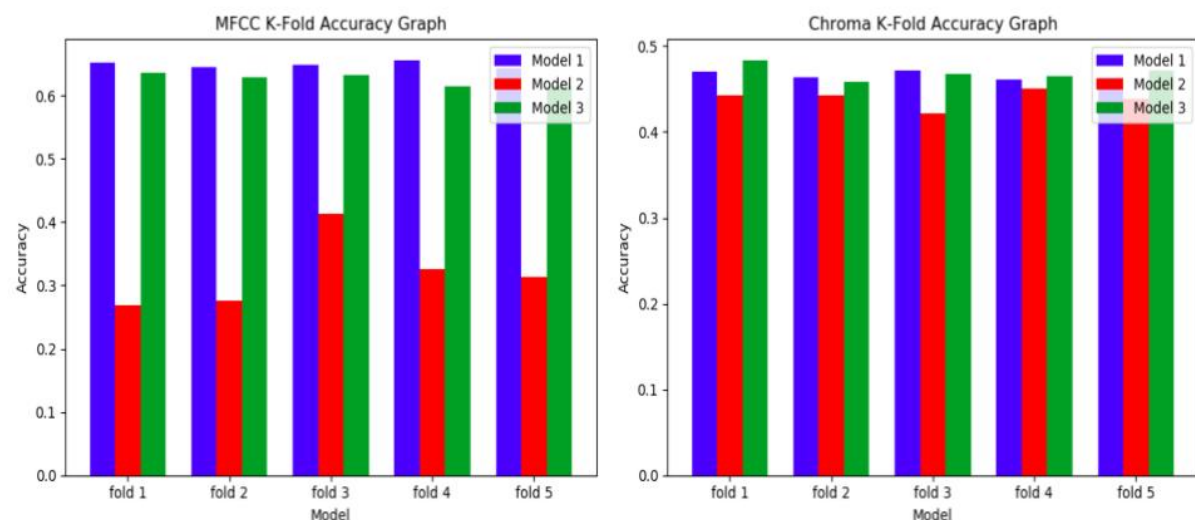 MFCC K-Fold Accuracy Graph
Model 1
Model 2
Model 3
Accuracy
0.6
0.5
0.4
0.3
0.2
0.1
0.0
fold 1 fold 2 fold 3 fold 4 fold 5
Model
Chroma K-Fold Accuracy Graph
Model 1
Model 2
Model 3
Accuracy
0.5
0.4
0.3
0.2
0.1
0.0
fold 1 fold 2 fold 3 fold 4 fold 5
Model